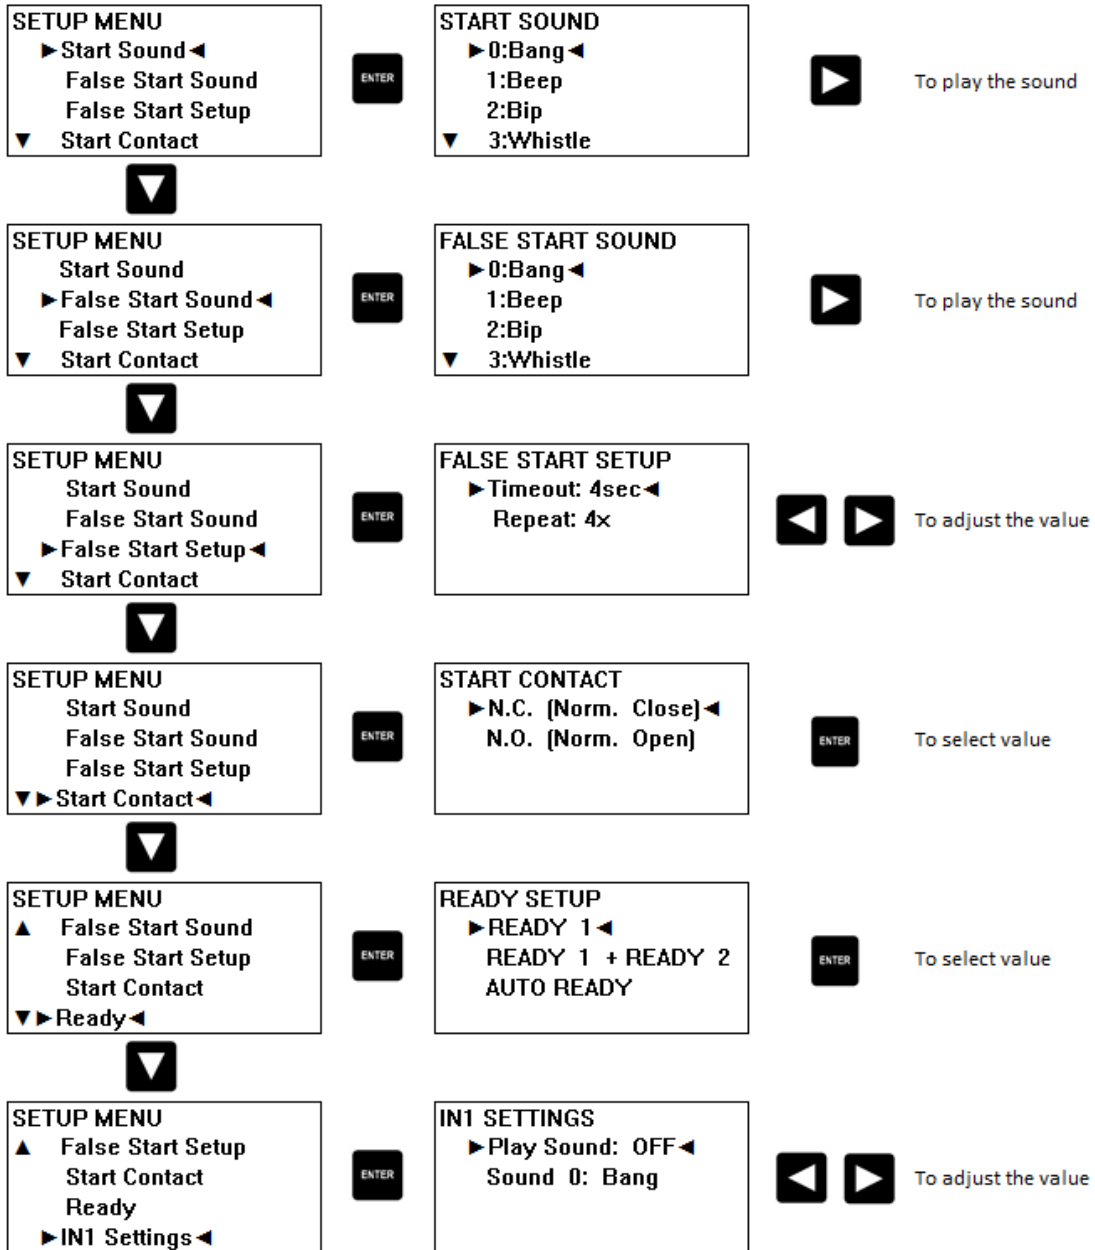 SETUP MENU
►Start Sound◄
False Start Sound
False Start Setup
▼ Start Contact
ENTER
START SOUND
►0:Bang◄
1:Beep
2:Bip
▼ 3:Whistle
To play the sound
SETUP MENU
Start Sound
►False Start Sound◄
False Start Setup
▼ Start Contact
ENTER
FALSE START SOUND
►0:Bang◄
1:Beep
2:Bip
▼ 3:Whistle
To play the sound
SETUP MENU
Start Sound
False Start Sound
►False Start Setup◄
▼ Start Contact
ENTER
FALSE START SETUP
►Timeout: 4sec◄
Repeat: 4x
To adjust the value
SETUP MENU
Start Sound
False Start Sound
False Start Setup
▼►Start Contact◄
ENTER
START CONTACT
►N.C. (Norm. Close)◄
N.O. (Norm. Open)
ENTER
To select value
SETUP MENU
▲ False Start Sound
False Start Setup
Start Contact
▼►Ready◄
ENTER
READY SETUP
►READY 1◄
READY 1 + READY 2
AUTO READY
ENTER
To select value
SETUP MENU
▲ False Start Setup
Start Contact
Ready
►IN1 Settings◄
ENTER
IN1 SETTINGS
►Play Sound: OFF◄
Sound 0: Bang
To adjust the value